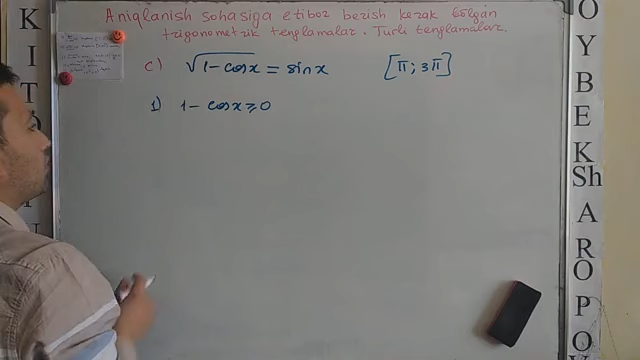 Aniqlanish sohasiga etibor berish kerak bo'lgan
trigonometrik tenglamalar. Turli tenglamalar.
c) √1-cosx = sinx [π; 3π]
1) 1 - cosx ⩾ 0
K
I
T
O
Y
B
E
K
Sh
A
R
O
P
O